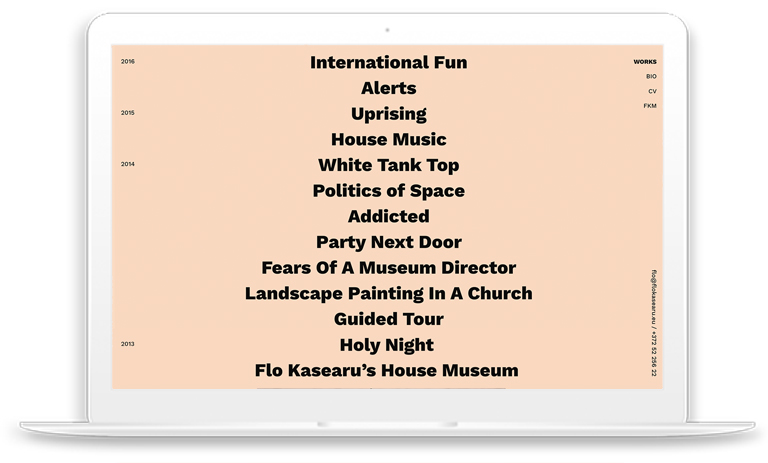 2016
International Fun
Alerts
2015
Uprising
House Music
2014
White Tank Top
Politics of Space
Addicted
Party Next Door
Fears Of A Museum Director
Landscape Painting In A Church
Guided Tour
2013
Holy Night
Flo Kasearu’s House Museum
WORKS
BIO
CV
FKM
flo@flokasearu.eu / +372 52 256 22